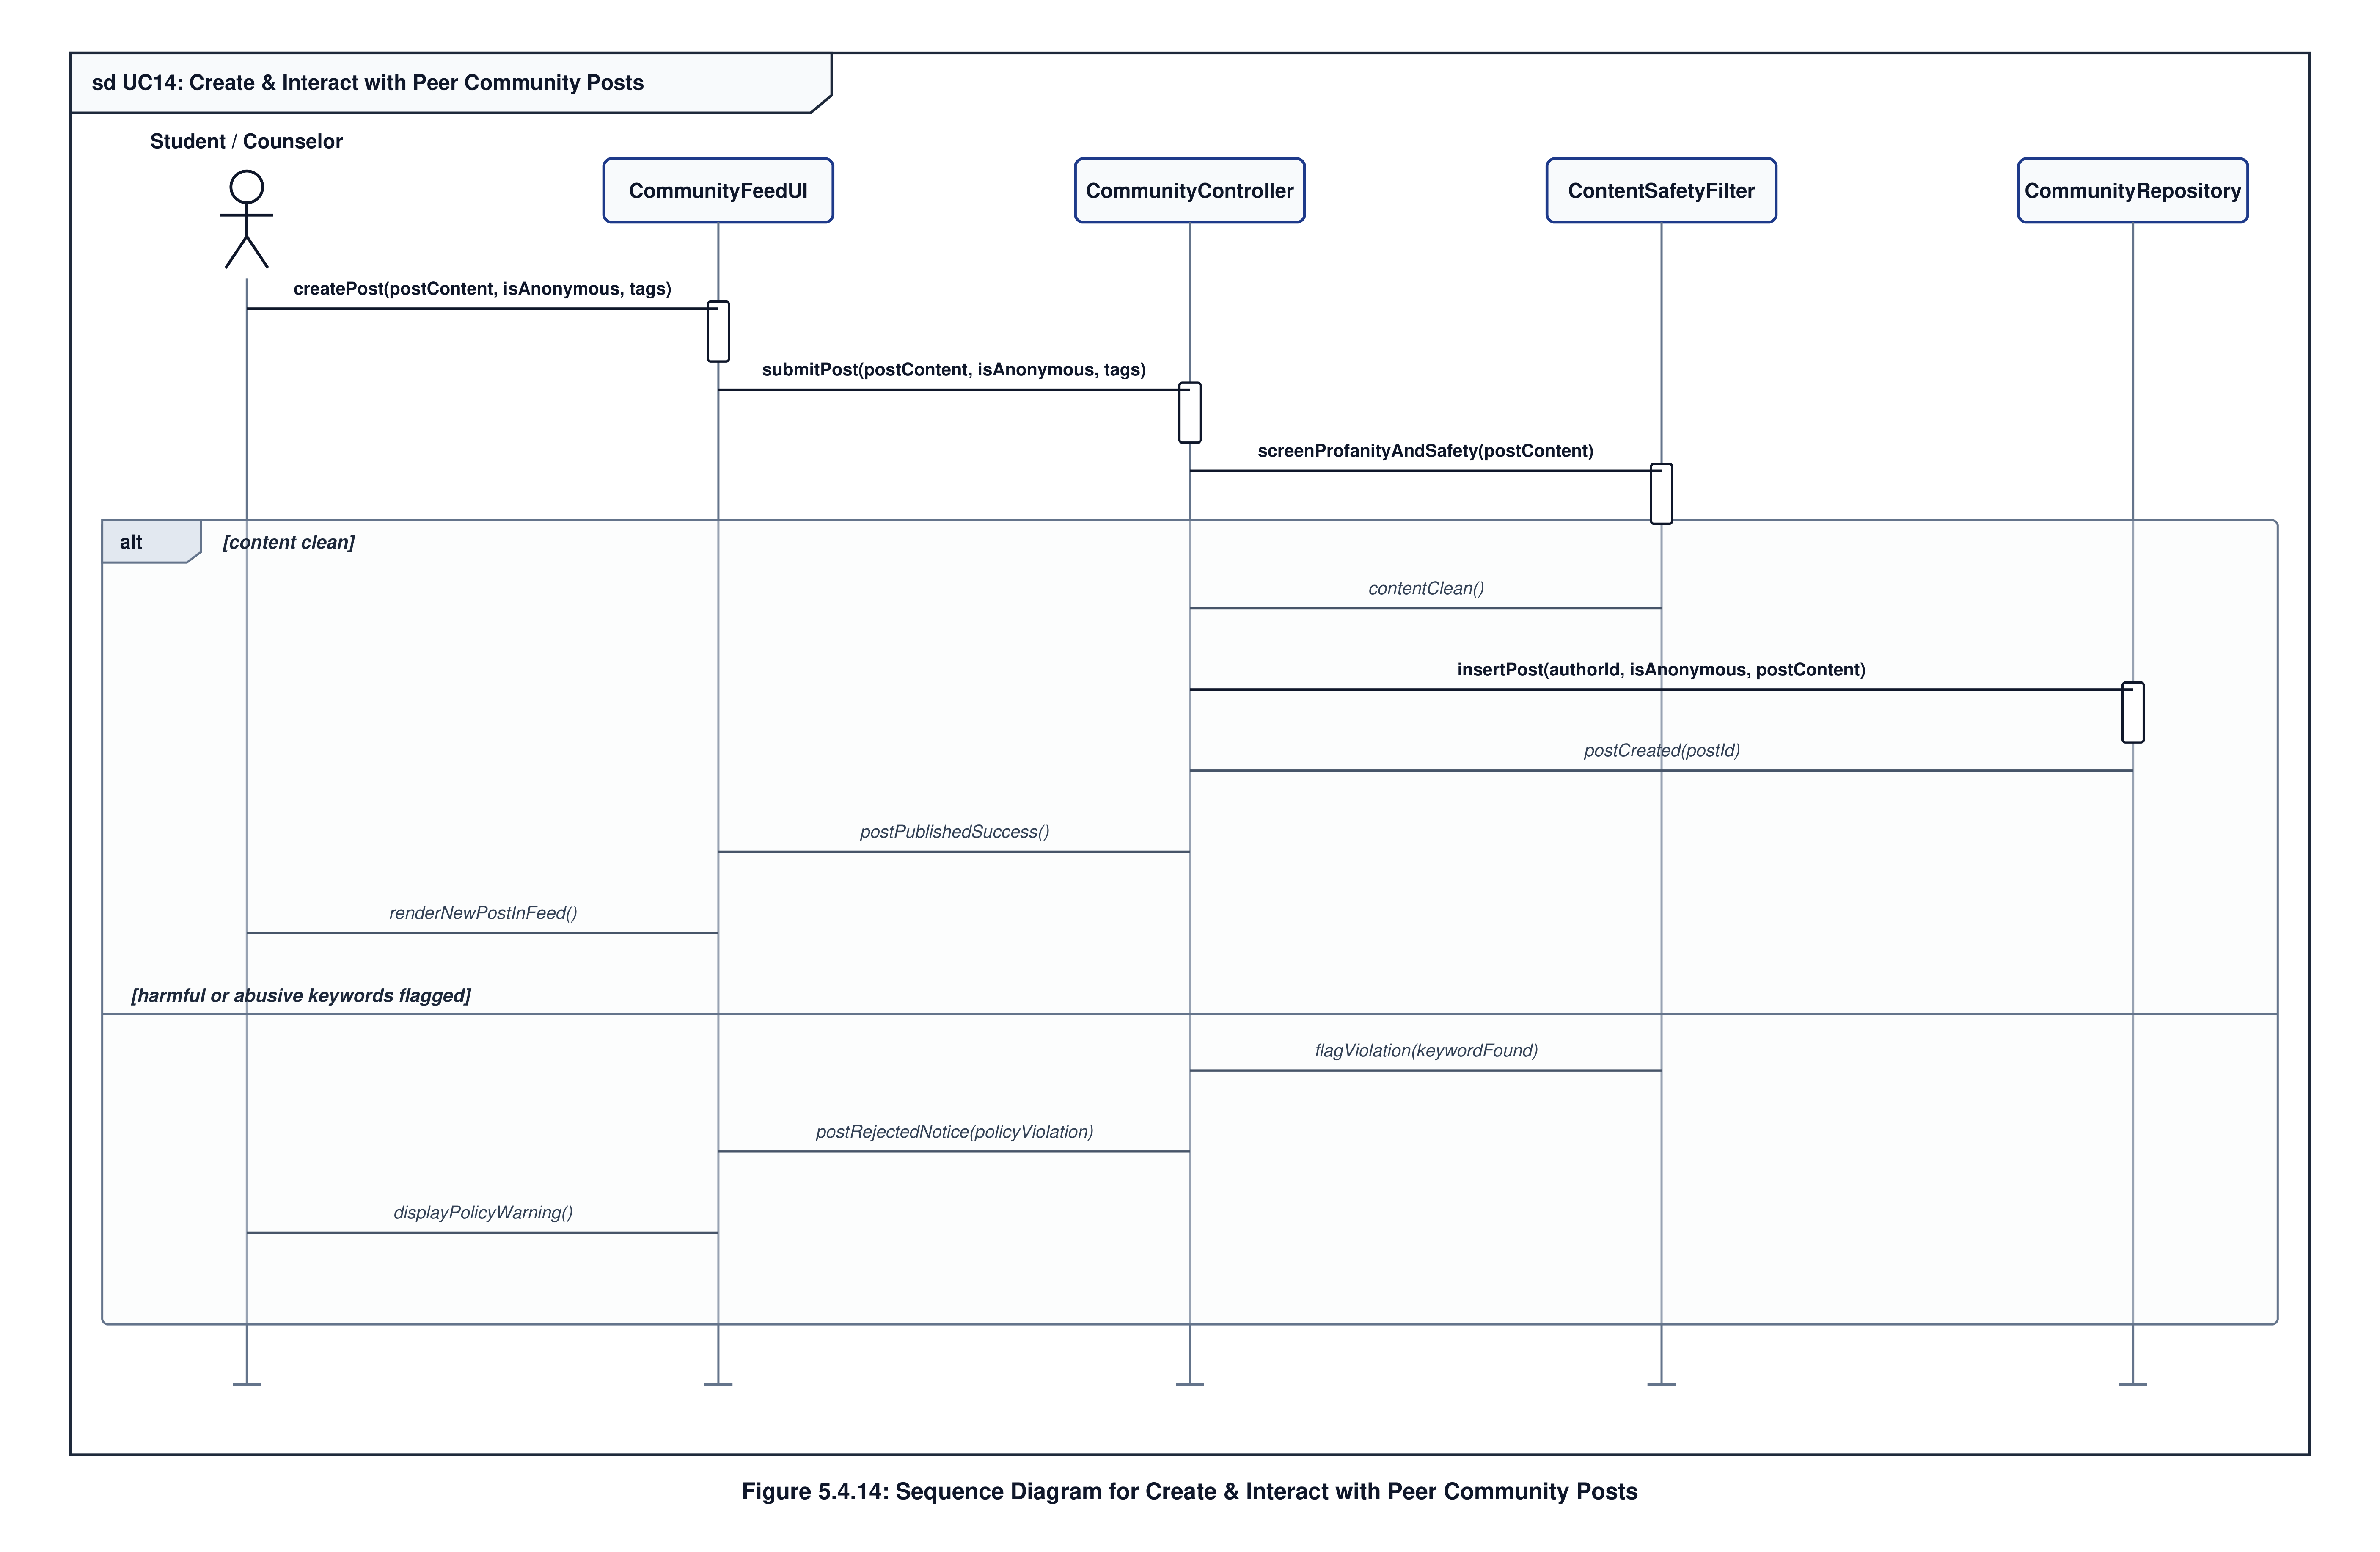 sd UC14: Create & Interact with Peer Community Posts
Student / Counselor
CommunityFeedUI
CommunityController
ContentSafetyFilter
CommunityRepository
createPost(postContent, isAnonymous, tags)
submitPost(postContent, isAnonymous, tags)
screenProfanityAndSafety(postContent)
alt
[content clean]
contentClean()
insertPost(authorId, isAnonymous, postContent)
postCreated(postId)
postPublishedSuccess()
renderNewPostInFeed()
[harmful or abusive keywords flagged]
flagViolation(keywordFound)
postRejectedNotice(policyViolation)
displayPolicyWarning()
Figure 5.4.14: Sequence Diagram for Create & Interact with Peer Community Posts